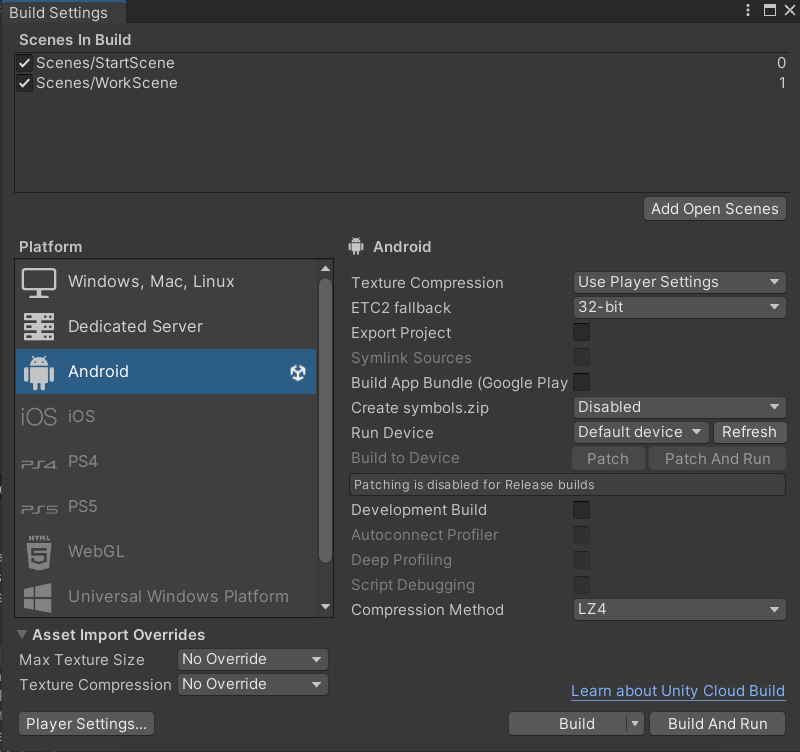 Build Settings
Scenes In Build
Scenes/StartScene 0
Scenes/WorkScene 1
Add Open Scenes
Platform
Windows, Mac, Linux
Dedicated Server
Android
iOS iOS
PS4 PS4
PS5 PS5
HTML 5 WebGL
Universal Windows Platform
Android
Texture Compression Use Player Settings
ETC2 fallback 32-bit
Export Project
Symlink Sources
Build App Bundle (Google Play
Create symbols.zip Disabled
Run Device Default device Refresh
Build to Device Patch Patch And Run
Patching is disabled for Release builds
Development Build
Autoconnect Profiler
Deep Profiling
Script Debugging
Compression Method LZ4
Asset Import Overrides
Max Texture Size No Override
Texture Compression No Override
Learn about Unity Cloud Build
Player Settings... Build Build And Run